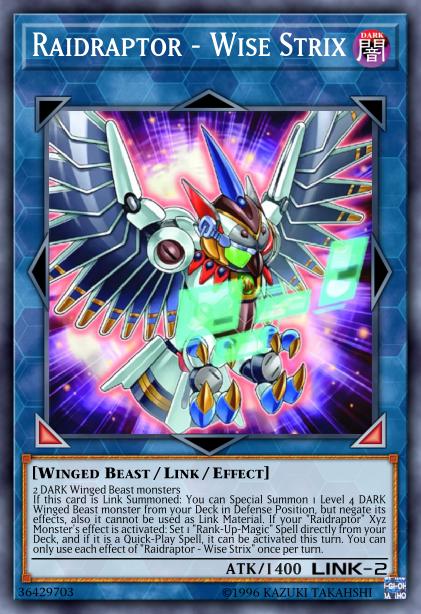 RAIDRAPTOR - WISE STRIX
DARK
闇
[WINGED BEAST / LINK / EFFECT]
2 DARK Winged Beast monsters
If this card is Link Summoned: You can Special Summon 1 Level 4 DARK
Winged Beast monster from your Deck in Defense Position, but negate its
effects, also it cannot be used as Link Material. If your "Raidraptor" Xyz
Monster's effect is activated: Set 1 "Rank-Up-Magic" Spell directly from your
Deck, and if it is a Quick-Play Spell, it can be activated this turn. You can
only use each effect of "Raidraptor - Wise Strix" once per turn.
ATK/1400 LINK-2
36429703
©1996 KAZUKI TAKAHSHI